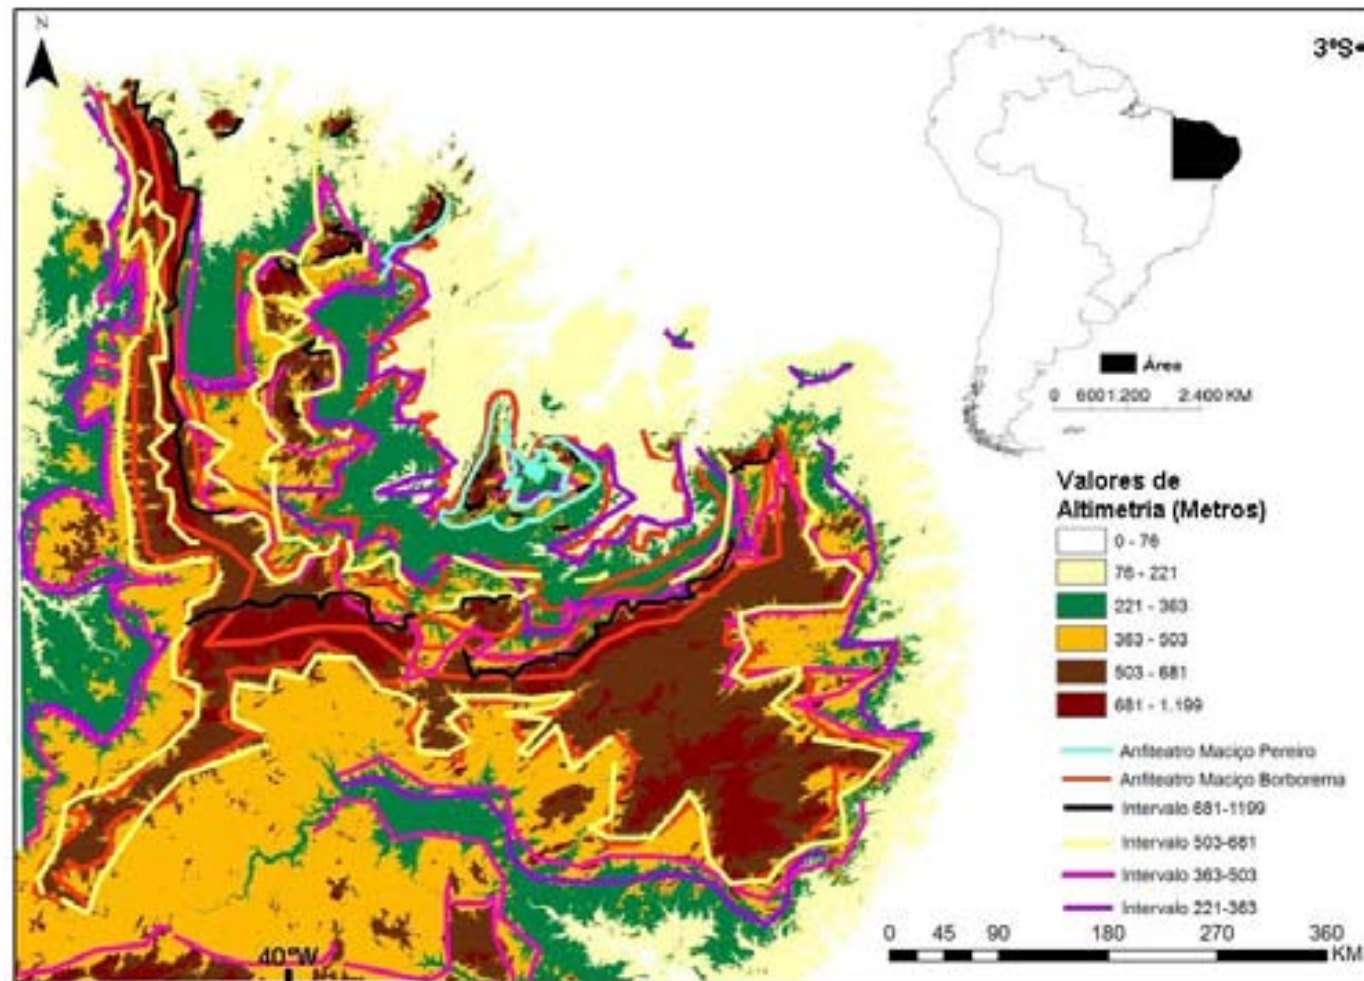 N
3°S
Área
0 600 1.200 2.400 KM
Valores de
Altimetria (Metros)
0 - 76
76 - 221
221 - 363
363 - 503
503 - 681
681 - 1.199
Anfiteatro Maciço Pereiro
Anfiteatro Maciço Borborema
Intervalo 681-1199
Intervalo 503-681
Intervalo 363-503
Intervalo 221-363
0 45 90 180 270 360
KM
40°W